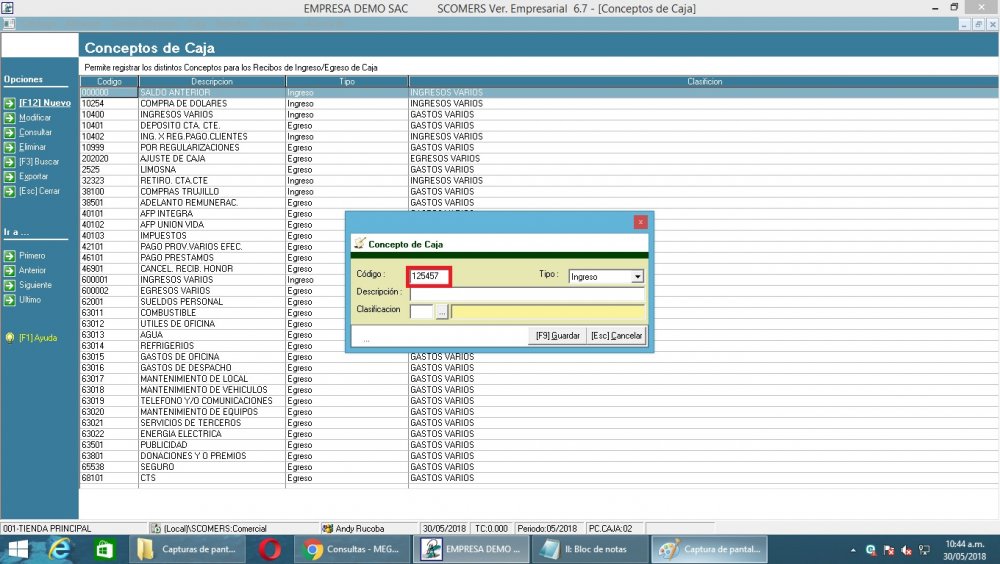 EMPRESA DEMO SAC SCOMERS Ver. Empresarial 6.7 - [Conceptos de Caja]
Conceptos de Caja
Permite registrar los distintos Conceptos para los Recibos de Ingreso/Egreso de Caja
Opciones
[F12] Nuevo
Modificar
Consultar
Eliminar
[F3] Buscar
Exportar
[Esc] Cerrar
Ir a ...
Primero
Anterior
Siguiente
Ultimo
[F1] Ayuda
Codigo Descripcion Tipo Clasificion
000000 SALDO ANTERIOR Ingreso INGRESOS VARIOS
10254 COMPRA DE DOLARES Ingreso INGRESOS VARIOS
10400 INGRESOS VARIOS Ingreso GASTOS VARIOS
10401 DEPOSITO CTA. CTE. Egreso GASTOS VARIOS
10402 ING. X REG.PAGO.CLIENTES Ingreso INGRESOS VARIOS
10999 POR REGULARIZACIONES Egreso GASTOS VARIOS
202020 AJUSTE DE CAJA Egreso EGRESOS VARIOS
2525 LIMOSNA Egreso GASTOS VARIOS
32323 RETIRO. CTA.CTE Ingreso INGRESOS VARIOS
38100 COMPRAS TRUJILLO Egreso GASTOS VARIOS
38501 ADELANTO REMUNERAC. Egreso GASTOS VARIOS
40101 AFP INTEGRA Egreso
40102 AFP UNION VIDA Egreso
40103 IMPUESTOS Egreso
42101 PAGO PROV.VARIOS EFEC. Egreso
46101 PAGO PRESTAMOS Egreso
46901 CANCEL. RECIB. HONOR Egreso
600001 INGRESOS VARIOS Ingreso
600002 EGRESOS VARIOS Egreso
62001 SUELDOS PERSONAL Egreso
63011 COMBUSTIBLE Egreso
63012 UTILES DE OFICINA Egreso
63013 AGUA Egreso
63014 REFRIGERIOS Egreso
63015 GASTOS DE OFICINA Egreso GASTOS VARIOS
63016 GASTOS DE DESPACHO Egreso GASTOS VARIOS
63017 MANTENIMIENTO DE LOCAL Egreso GASTOS VARIOS
63018 MANTENIMIENTO DE VEHICULOS Egreso GASTOS VARIOS
63019 TELEFONO Y/O COMUNICACIONES Egreso GASTOS VARIOS
63020 MANTENIMIENTO DE EQUIPOS Egreso GASTOS VARIOS
63021 SERVICIOS DE TERCEROS Egreso GASTOS VARIOS
63022 ENERGIA ELECTRICA Egreso GASTOS VARIOS
63501 PUBLICIDAD Egreso GASTOS VARIOS
63801 DONACIONES Y O PREMIOS Egreso GASTOS VARIOS
65538 SEGURO Egreso GASTOS VARIOS
68101 CTS Egreso GASTOS VARIOS
Concepto de Caja
Código : 125457 Tipo : Ingreso
Descripción :
Clasificacion ...
... [F9] Guardar [Esc] Cancelar
001-TIENDA PRINCIPAL (Local)\SCOMERS:Comercial Andy Rucoba 30/05/2018 TC:0.000 Periodo:05/2018 PC.CAJA:02
Capturas de pant... Consultas - MEG... EMPRESA DEMO ... II: Bloc de notas Captura de pantal...
10:44 a.m.
30/05/2018